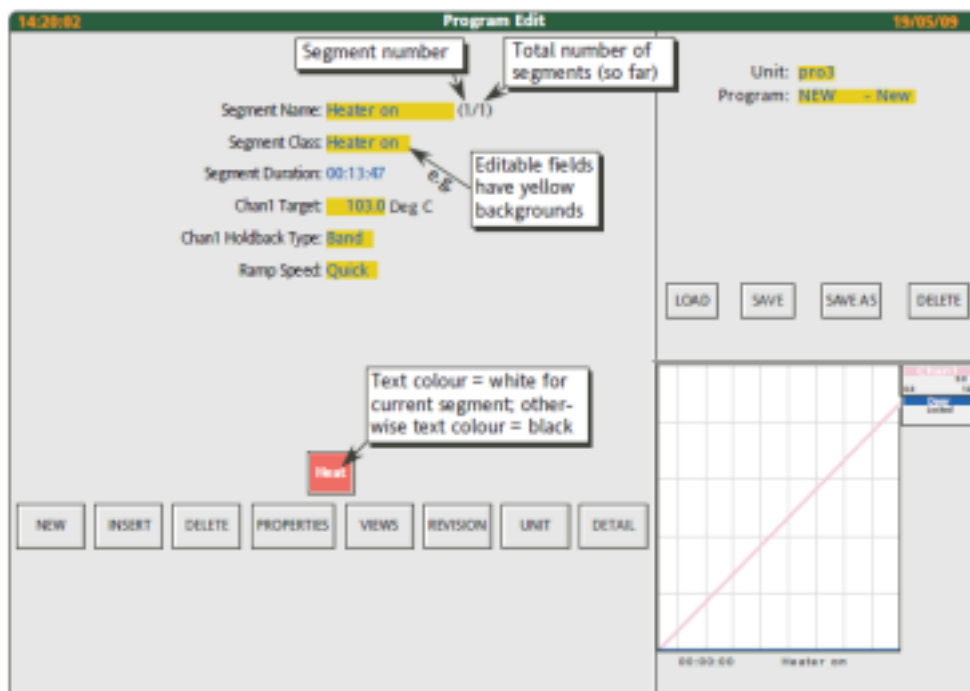 14:20:02 Program Edit 19/05/09
Segment number
Total number of
segments (so far)
Unit: pro3
Program: NEW - New
Segment Name: Heater on (1/1)
Segment Class: Heater on
e.g
Editable fields
have yellow
backgrounds
Segment Duration: 00:13:47
Chan1 Target: 103.0 Deg C
Chan1 Holdback Type: Band
Ramp Speed: Quick
LOAD SAVE SAVE AS DELETE
Text colour = white for
current segment; other-
wise text colour = black
Heat
NEW INSERT DELETE PROPERTIES VIEWS REVISION UNIT DETAIL
00:00:00 Heater on